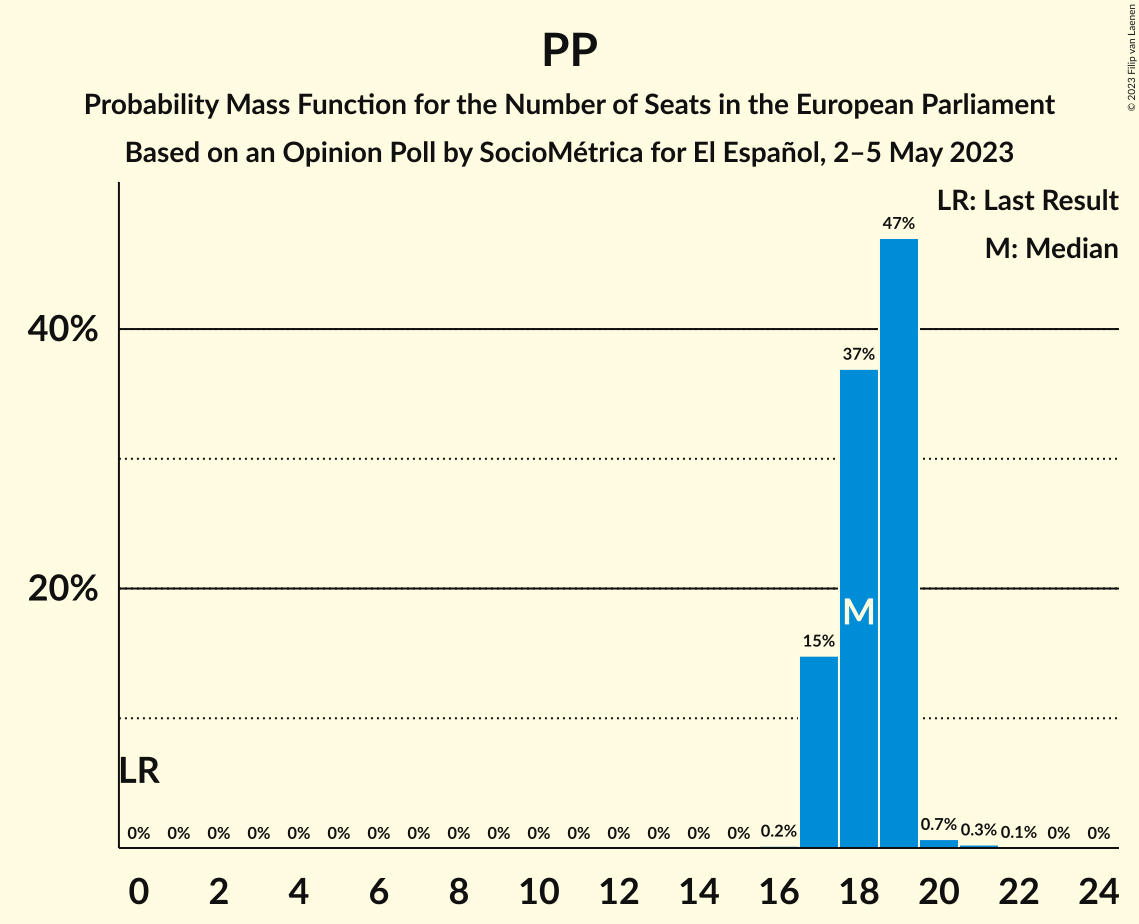 PP
Probability Mass Function for the Number of Seats in the European Parliament
Based on an Opinion Poll by SocioMétrica for El Español, 2–5 May 2023
© 2023 Filip van Laenen
LR: Last Result
M: Median
47%
40%
37%
20%
M
15%
LR
0% 0% 0% 0% 0% 0% 0% 0% 0% 0% 0% 0% 0% 0% 0% 0% 0.2% 0.7% 0.3% 0.1% 0% 0%
0 2 4 6 8 10 12 14 16 18 20 22 24